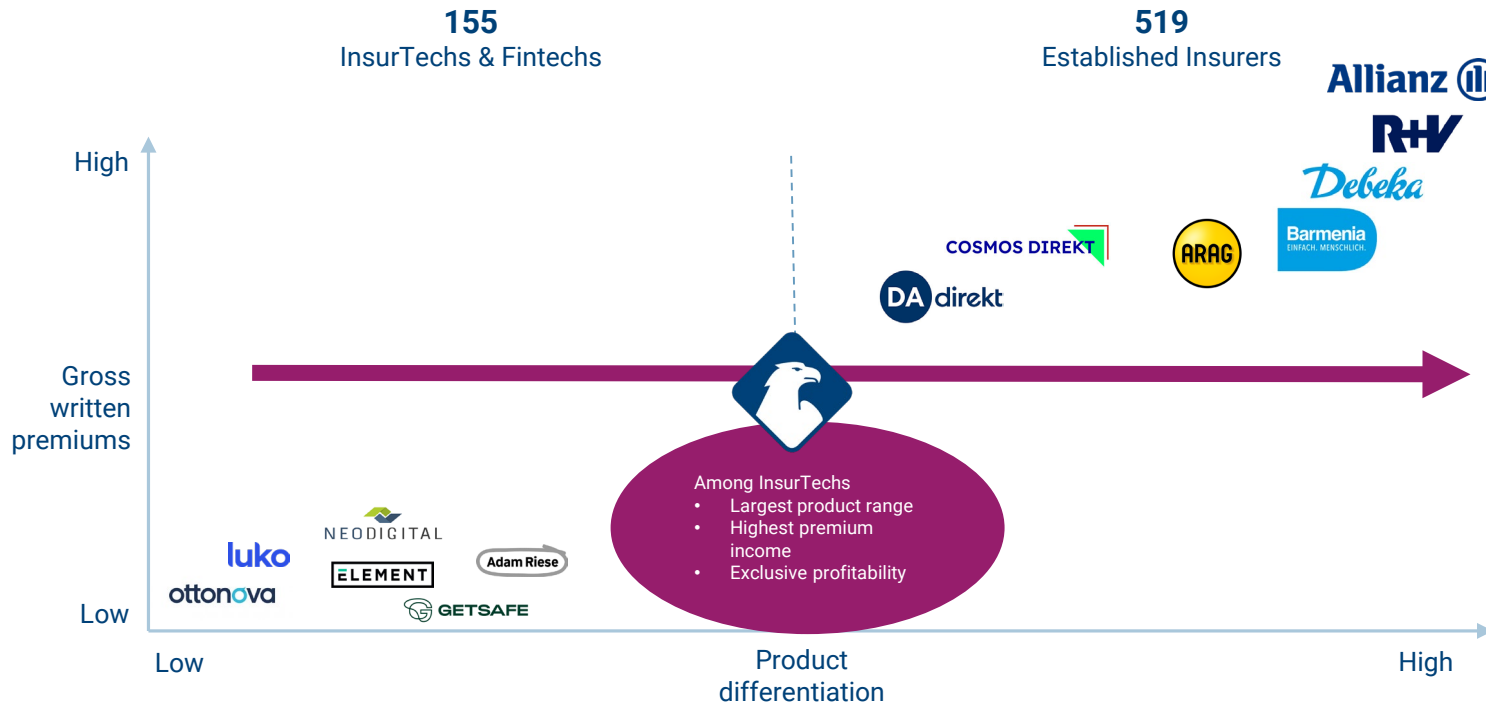 155
InsurTechs & Fintechs
519
Established Insurers
Allianz
R+V
High
Debeka
Barmenia
EINFACH. MENSCHLICH.
COSMOS DIREKT
ARAG
DA direkt
Gross
written
premiums
Among InsurTechs
• Largest product range
• Highest premium
income
• Exclusive profitability
NEODIGITAL
luko
ELEMENT
Adam Riese
ottonova
GETSAFE
Low
Low
Product
differentiation
High